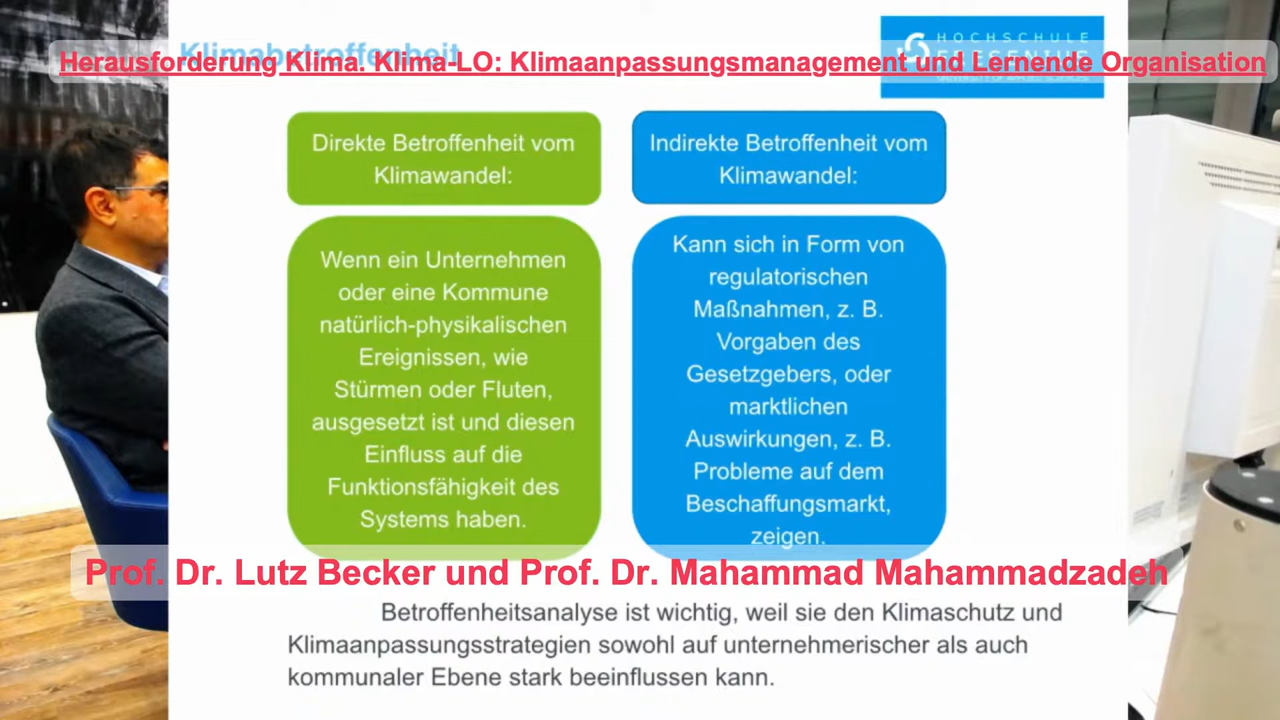 Klimabetroffenheit
HOCHSCHULE
FRESENIUS
Herausforderung Klima. Klima-LO: Klimaanpassungsmanagement und Lernende Organisation
Direkte Betroffenheit vom
Klimawandel:
Wenn ein Unternehmen
oder eine Kommune
natürlich-physikalischen
Ereignissen, wie
Stürmen oder Fluten,
ausgesetzt ist und diesen
Einfluss auf die
Funktionsfähigkeit des
Systems haben.
Indirekte Betroffenheit vom
Klimawandel:
Kann sich in Form von
regulatorischen
Maßnahmen, z. B.
Vorgaben des
Gesetzgebers, oder
marktlichen
Auswirkungen, z. B.
Probleme auf dem
Beschaffungsmarkt,
zeigen.
Prof. Dr. Lutz Becker und Prof. Dr. Mahammad Mahammadzadeh
Betroffenheitsanalyse ist wichtig, weil sie den Klimaschutz und
Klimaanpassungsstrategien sowohl auf unternehmerischer als auch
kommunaler Ebene stark beeinflussen kann.